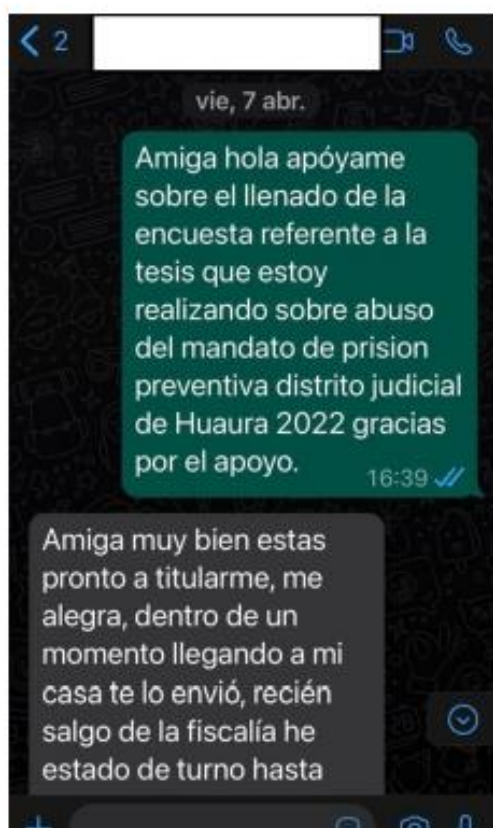 2
vie, 7 abr.
Amiga hola apóyame
sobre el llenado de la
encuesta referente a la
tesis que estoy
realizando sobre abuso
del mandato de prision
preventiva distrito judicial
de Huaura 2022 gracias
por el apoyo.
16:39
Amiga muy bien estas
pronto a titularme, me
alegra, dentro de un
momento llegando a mi
casa te lo envió, recién
salgo de la fiscalía he
estado de turno hasta